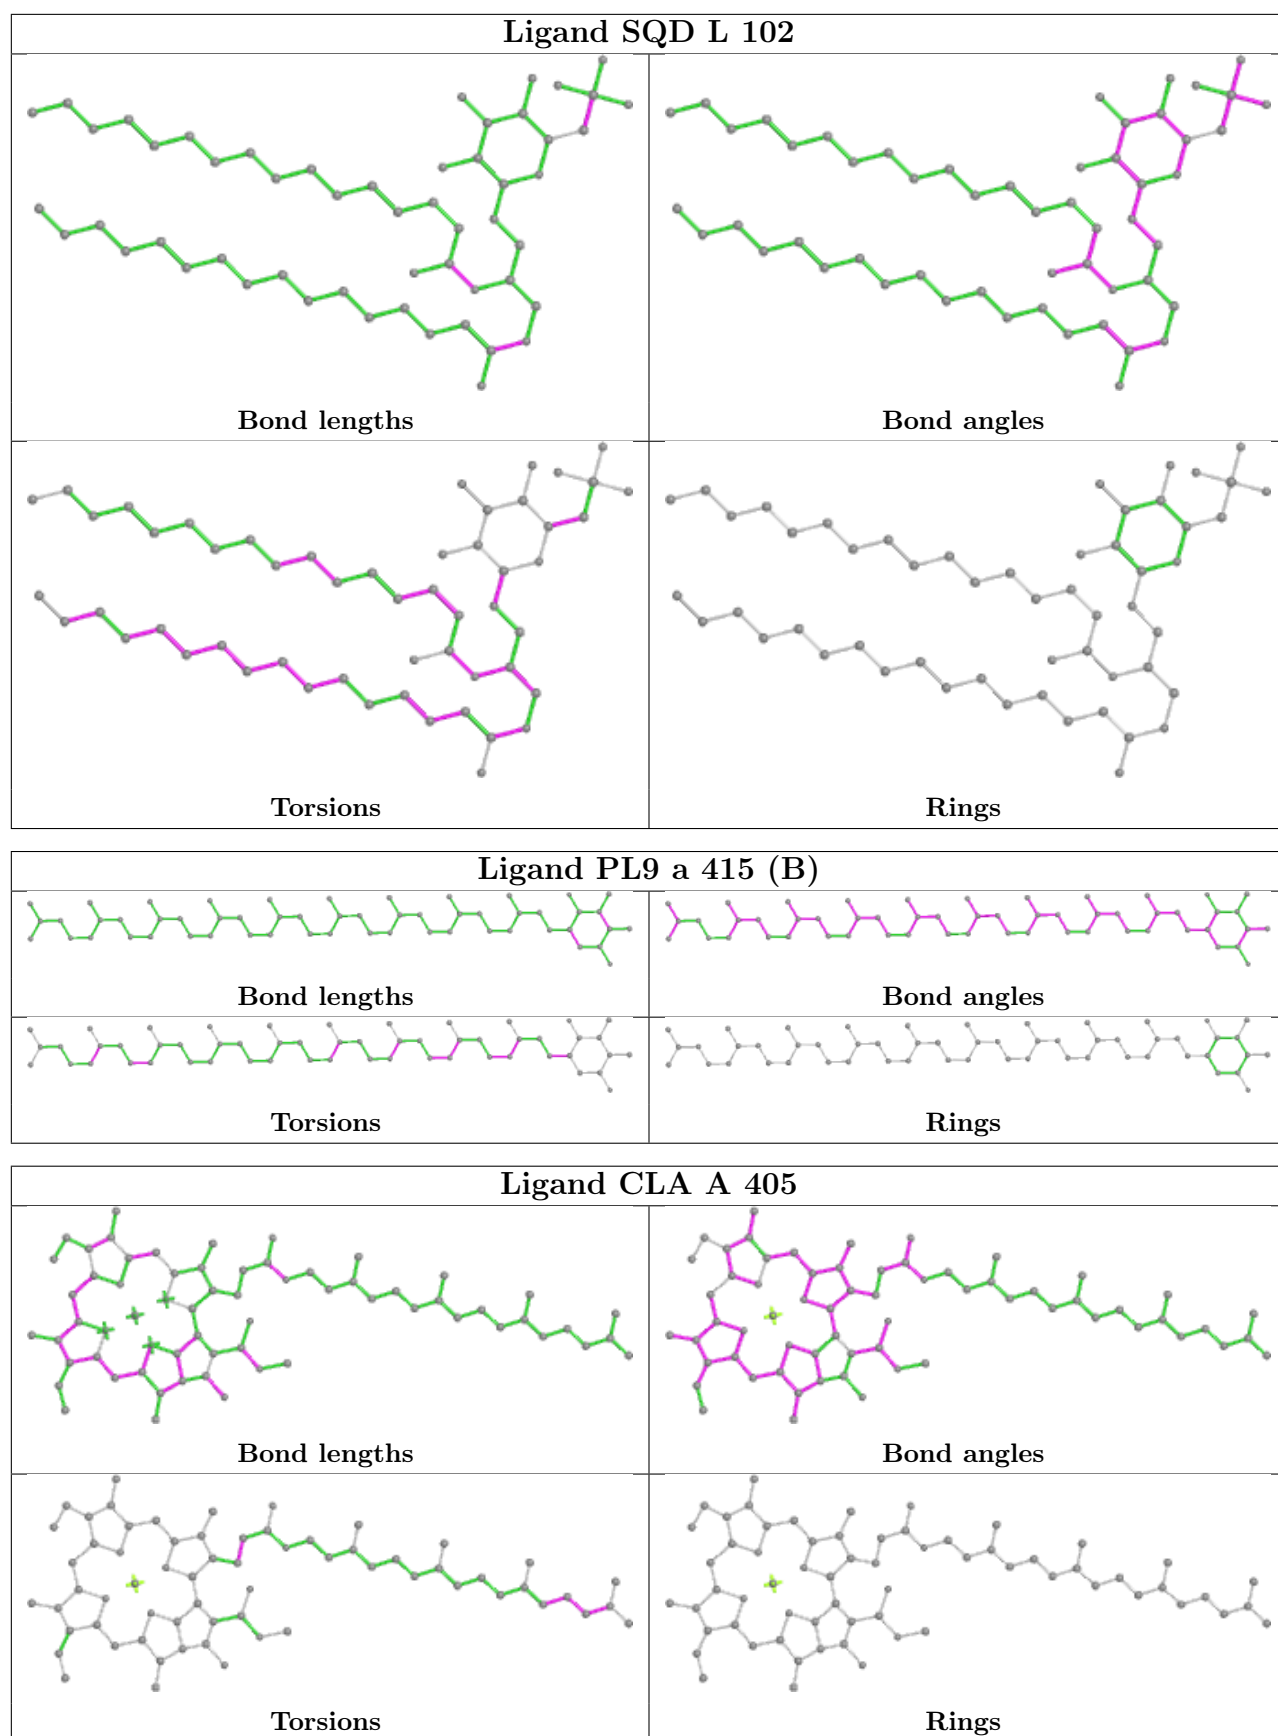 Ligand SQD L 102
Bond lengths
Bond angles
Torsions
Rings
Ligand PL9 a 415 (B)
Bond lengths
Bond angles
Torsions
Rings
Ligand CLA A 405
Bond lengths
Bond angles
Torsions
Rings